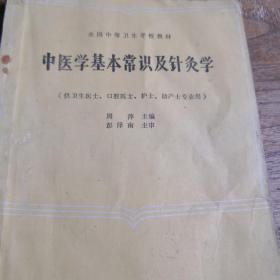 全国中等卫生学校教材
中医学基本常识及针灸学
（供卫生医士、口腔医士、护士、助产士专业用）
周萍 主编
彭泽南 主审